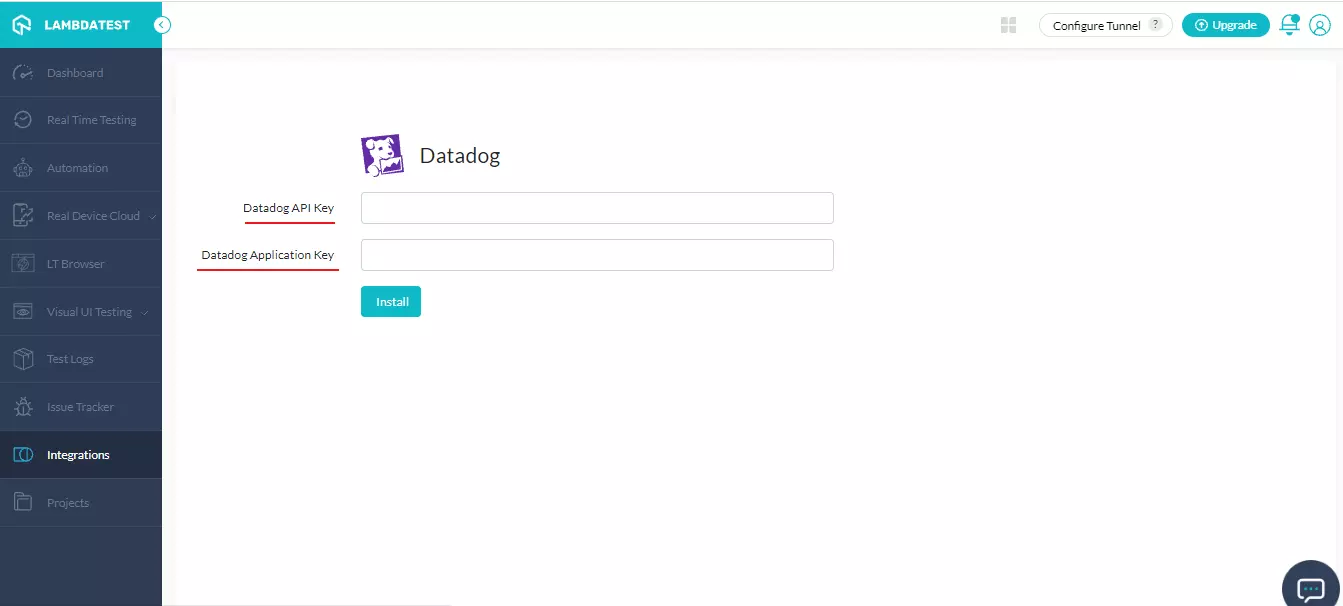 LAMBDATEST
Configure Tunnel ?
Upgrade
Dashboard
Real Time Testing
Automation
Real Device Cloud
LT Browser
Visual UI Testing
Test Logs
Issue Tracker
Integrations
Projects
Datadog
Datadog API Key
Datadog Application Key
Install